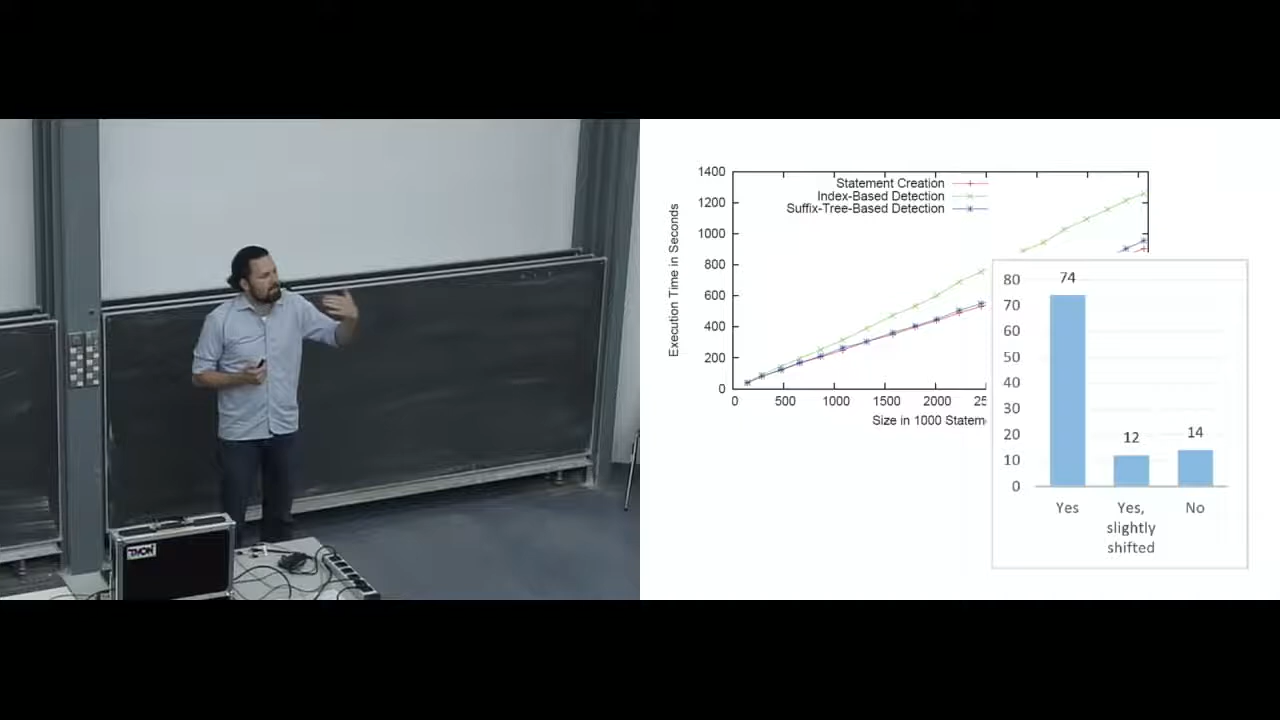 1400
1200
1000
800
600
400
200
0
Execution Time in Seconds
Statement Creation
Index-Based Detection
Suffix-Tree-Based Detection
0 500 1000 1500 2000 25
Size in 1000 Statem
80
70
60
50
40
30
20
10
0
74
12
14
Yes
Yes,
slightly
shifted
No